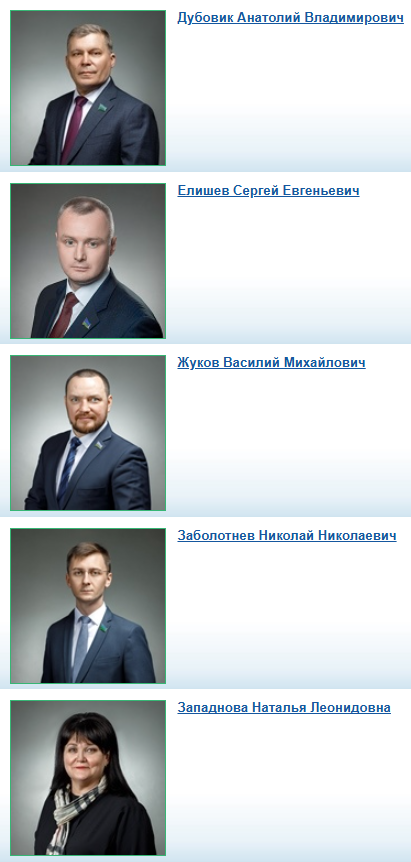 Дубовик Анатолий Владимирович
Елишев Сергей Евгеньевич
Жуков Василий Михайлович
Заболотнев Николай Николаевич
Западнова Наталья Леонидовна